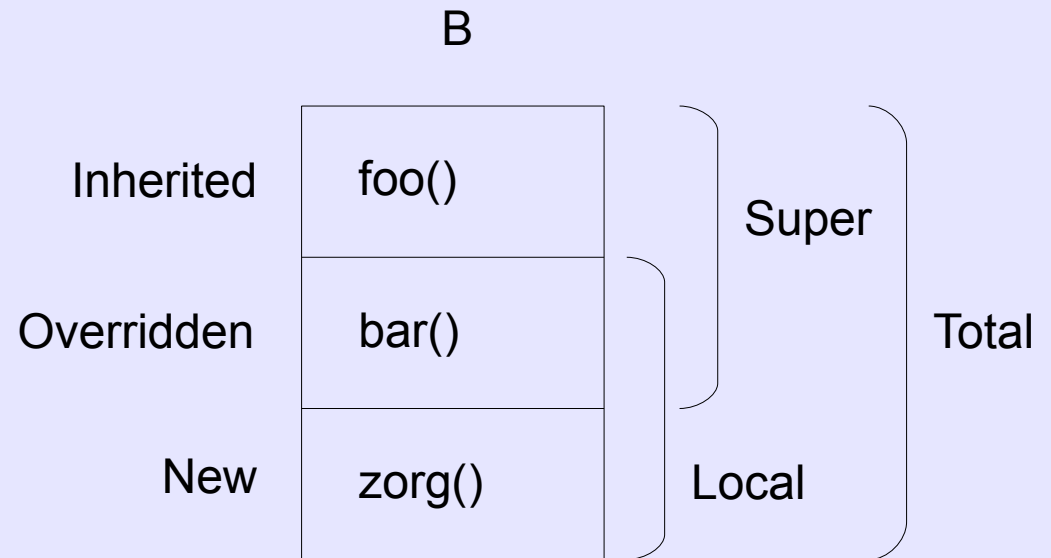 B
Inherited
foo()
Super
Overridden
bar()
Total
New
zorg()
Local